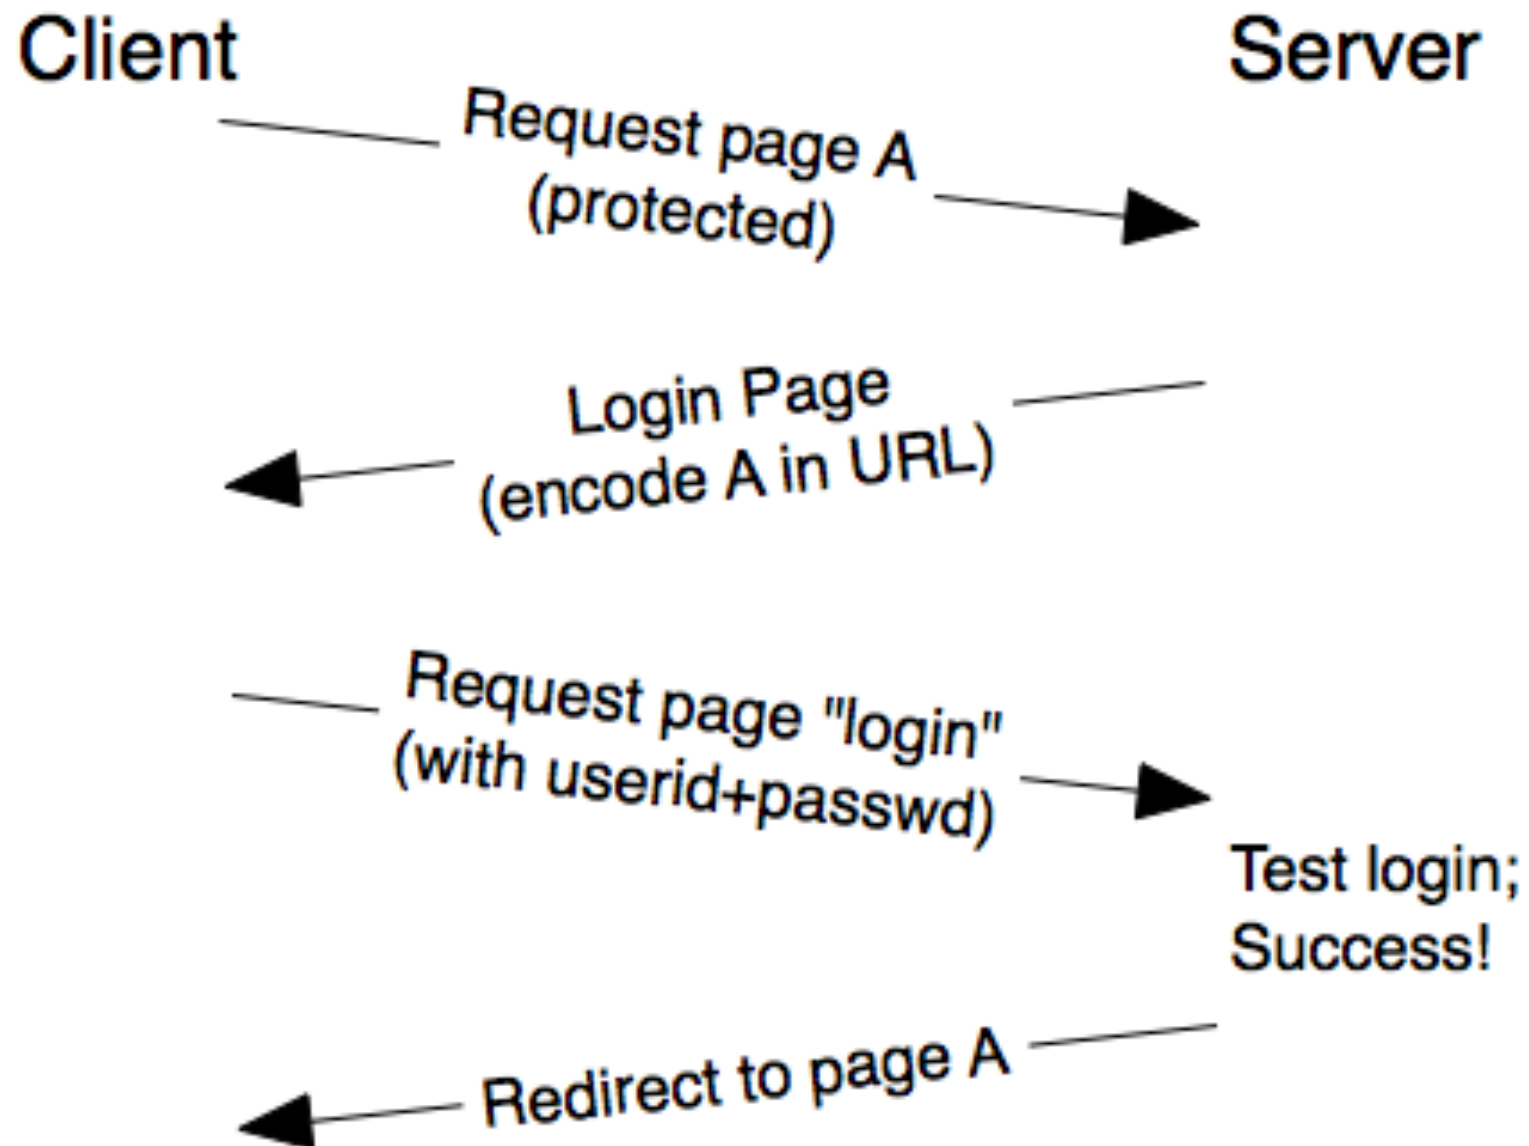 Client
Server
Request page A
(protected)
Login Page
(encode A in URL)
Request page "login"
(with userid+passwd)
Test login;
Success!
Redirect to page A